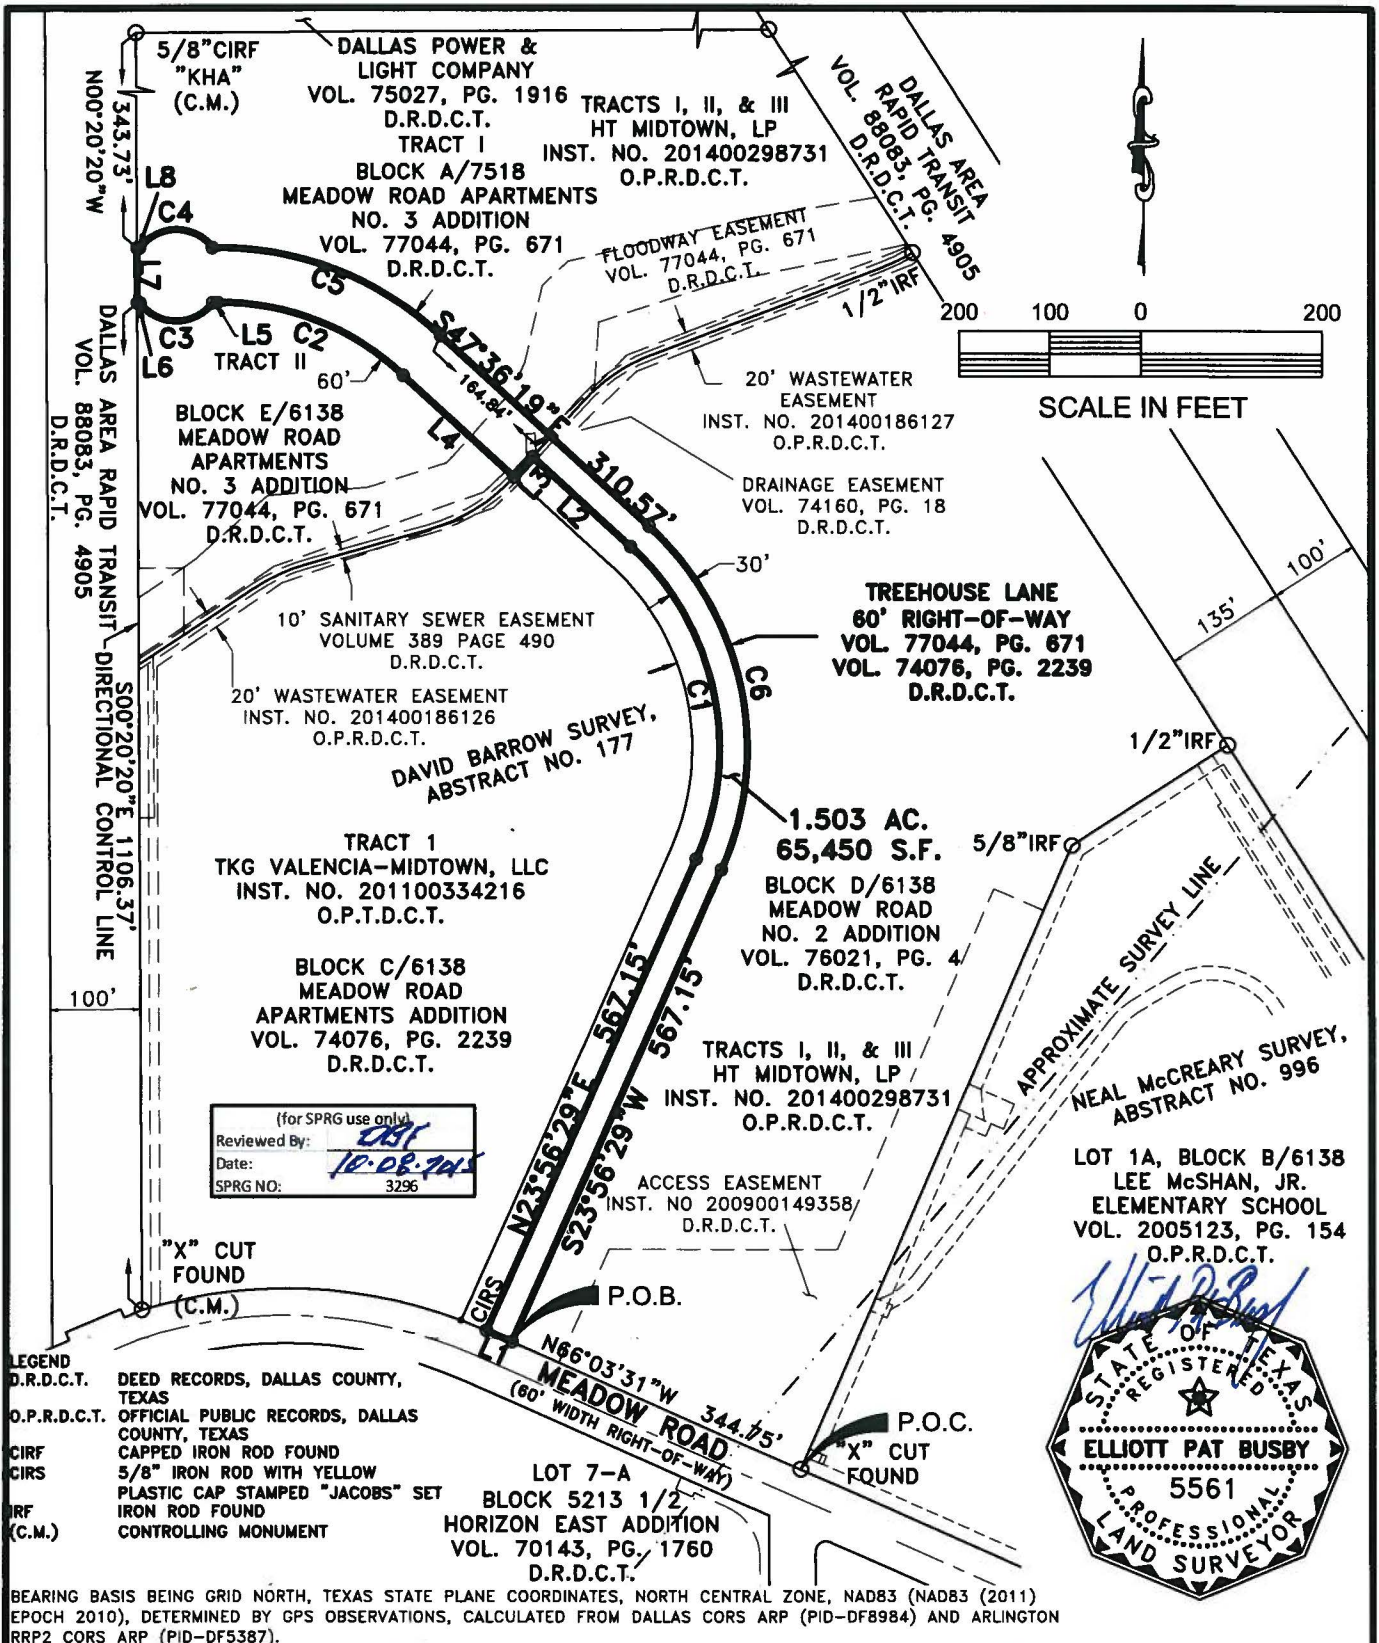 5/8"CIRF
"KHA"
(C.M.)
DALLAS POWER &
LIGHT COMPANY
VOL. 75027, PG. 1916
D.R.D.C.T.
TRACT I
BLOCK A/7518
MEADOW ROAD APARTMENTS
NO. 3 ADDITION
VOL. 77044, PG. 671
D.R.D.C.T.
TRACTS I, II, & III
HT MIDTOWN, LP
INST. NO. 201400298731
O.P.R.D.C.T.
DALLAS AREA
RAPID TRANSIT
VOL. 88083, PG. 4905
D.R.D.C.T.
N00°20'20"W
343.73'
L8
C4
L7
C3
L6
L5
TRACT II
C5
C2
60'
FLOODWAY EASEMENT
VOL. 77044, PG. 671
D.R.D.C.T.
1/2"IRF
S47°36'19"E
310.57'
164.84'
L4
L3
L2
200 100 0 200
SCALE IN FEET
20' WASTEWATER
EASEMENT
INST. NO. 201400186127
O.P.R.D.C.T.
DRAINAGE EASEMENT
VOL. 74160, PG. 18
D.R.D.C.T.
BLOCK E/6138
MEADOW ROAD
APARTMENTS
NO. 3 ADDITION
VOL. 77044, PG. 671
D.R.D.C.T.
DALLAS AREA RAPID TRANSIT
VOL. 88083, PG. 4905
D.R.D.C.T.
30'
100'
135'
TREEHOUSE LANE
60' RIGHT-OF-WAY
VOL. 77044, PG. 671
VOL. 74076, PG. 2239
D.R.D.C.T.
10' SANITARY SEWER EASEMENT
VOLUME 389 PAGE 490
D.R.D.C.T.
20' WASTEWATER EASEMENT
INST. NO. 201400186126
O.P.R.D.C.T.
C1
C6
DAVID BARROW SURVEY,
ABSTRACT NO. 177
DIRECTIONAL CONTROL LINE
S00°20'20"E 1106.37'
1/2"IRF
5/8"IRF
TRACT 1
TKG VALENCIA-MIDTOWN, LLC
INST. NO. 201100334216
O.P.T.D.C.T.
1.503 AC.
65,450 S.F.
BLOCK D/6138
MEADOW ROAD
NO. 2 ADDITION
VOL. 76021, PG. 4
D.R.D.C.T.
BLOCK C/6138
MEADOW ROAD
APARTMENTS ADDITION
VOL. 74076, PG. 2239
D.R.D.C.T.
100'
N23°56'29"E 567.15'
S23°56'29"W 567.15'
APPROXIMATE SURVEY LINE
TRACTS I, II, & III
HT MIDTOWN, LP
INST. NO. 201400298731
O.P.R.D.C.T.
NEAL McCREARY SURVEY,
ABSTRACT NO. 996
(for SPRG use only)
Reviewed By:
Date: 10.08.2015
SPRG NO: 3296
ACCESS EASEMENT
INST. NO 200900149358
D.R.D.C.T.
LOT 1A, BLOCK B/6138
LEE McSHAN, JR.
ELEMENTARY SCHOOL
VOL. 2005123, PG. 154
O.P.R.D.C.T.
"X" CUT
FOUND
(C.M.)
CIRS
P.O.B.
L1
N66°03'31"W 344.75'
MEADOW ROAD
(60' WIDTH RIGHT-OF-WAY)
P.O.C.
"X" CUT
FOUND
STATE OF TEXAS
REGISTERED
ELLIOTT PAT BUSBY
5561
PROFESSIONAL
LAND SURVEYOR
LEGEND
D.R.D.C.T. DEED RECORDS, DALLAS COUNTY,
TEXAS
O.P.R.D.C.T. OFFICIAL PUBLIC RECORDS, DALLAS
COUNTY, TEXAS
CIRF CAPPED IRON ROD FOUND
CIRS 5/8" IRON ROD WITH YELLOW
PLASTIC CAP STAMPED "JACOBS" SET
IRF IRON ROD FOUND
(C.M.) CONTROLLING MONUMENT
LOT 7-A
BLOCK 5213 1/2
HORIZON EAST ADDITION
VOL. 70143, PG. 1760
D.R.D.C.T.
BEARING BASIS BEING GRID NORTH, TEXAS STATE PLANE COORDINATES, NORTH CENTRAL ZONE, NAD83 (NAD83 (2011)
EPOCH 2010), DETERMINED BY GPS OBSERVATIONS, CALCULATED FROM DALLAS CORS ARP (PID-DF8984) AND ARLINGTON
RRP2 CORS ARP (PID-DF5387).